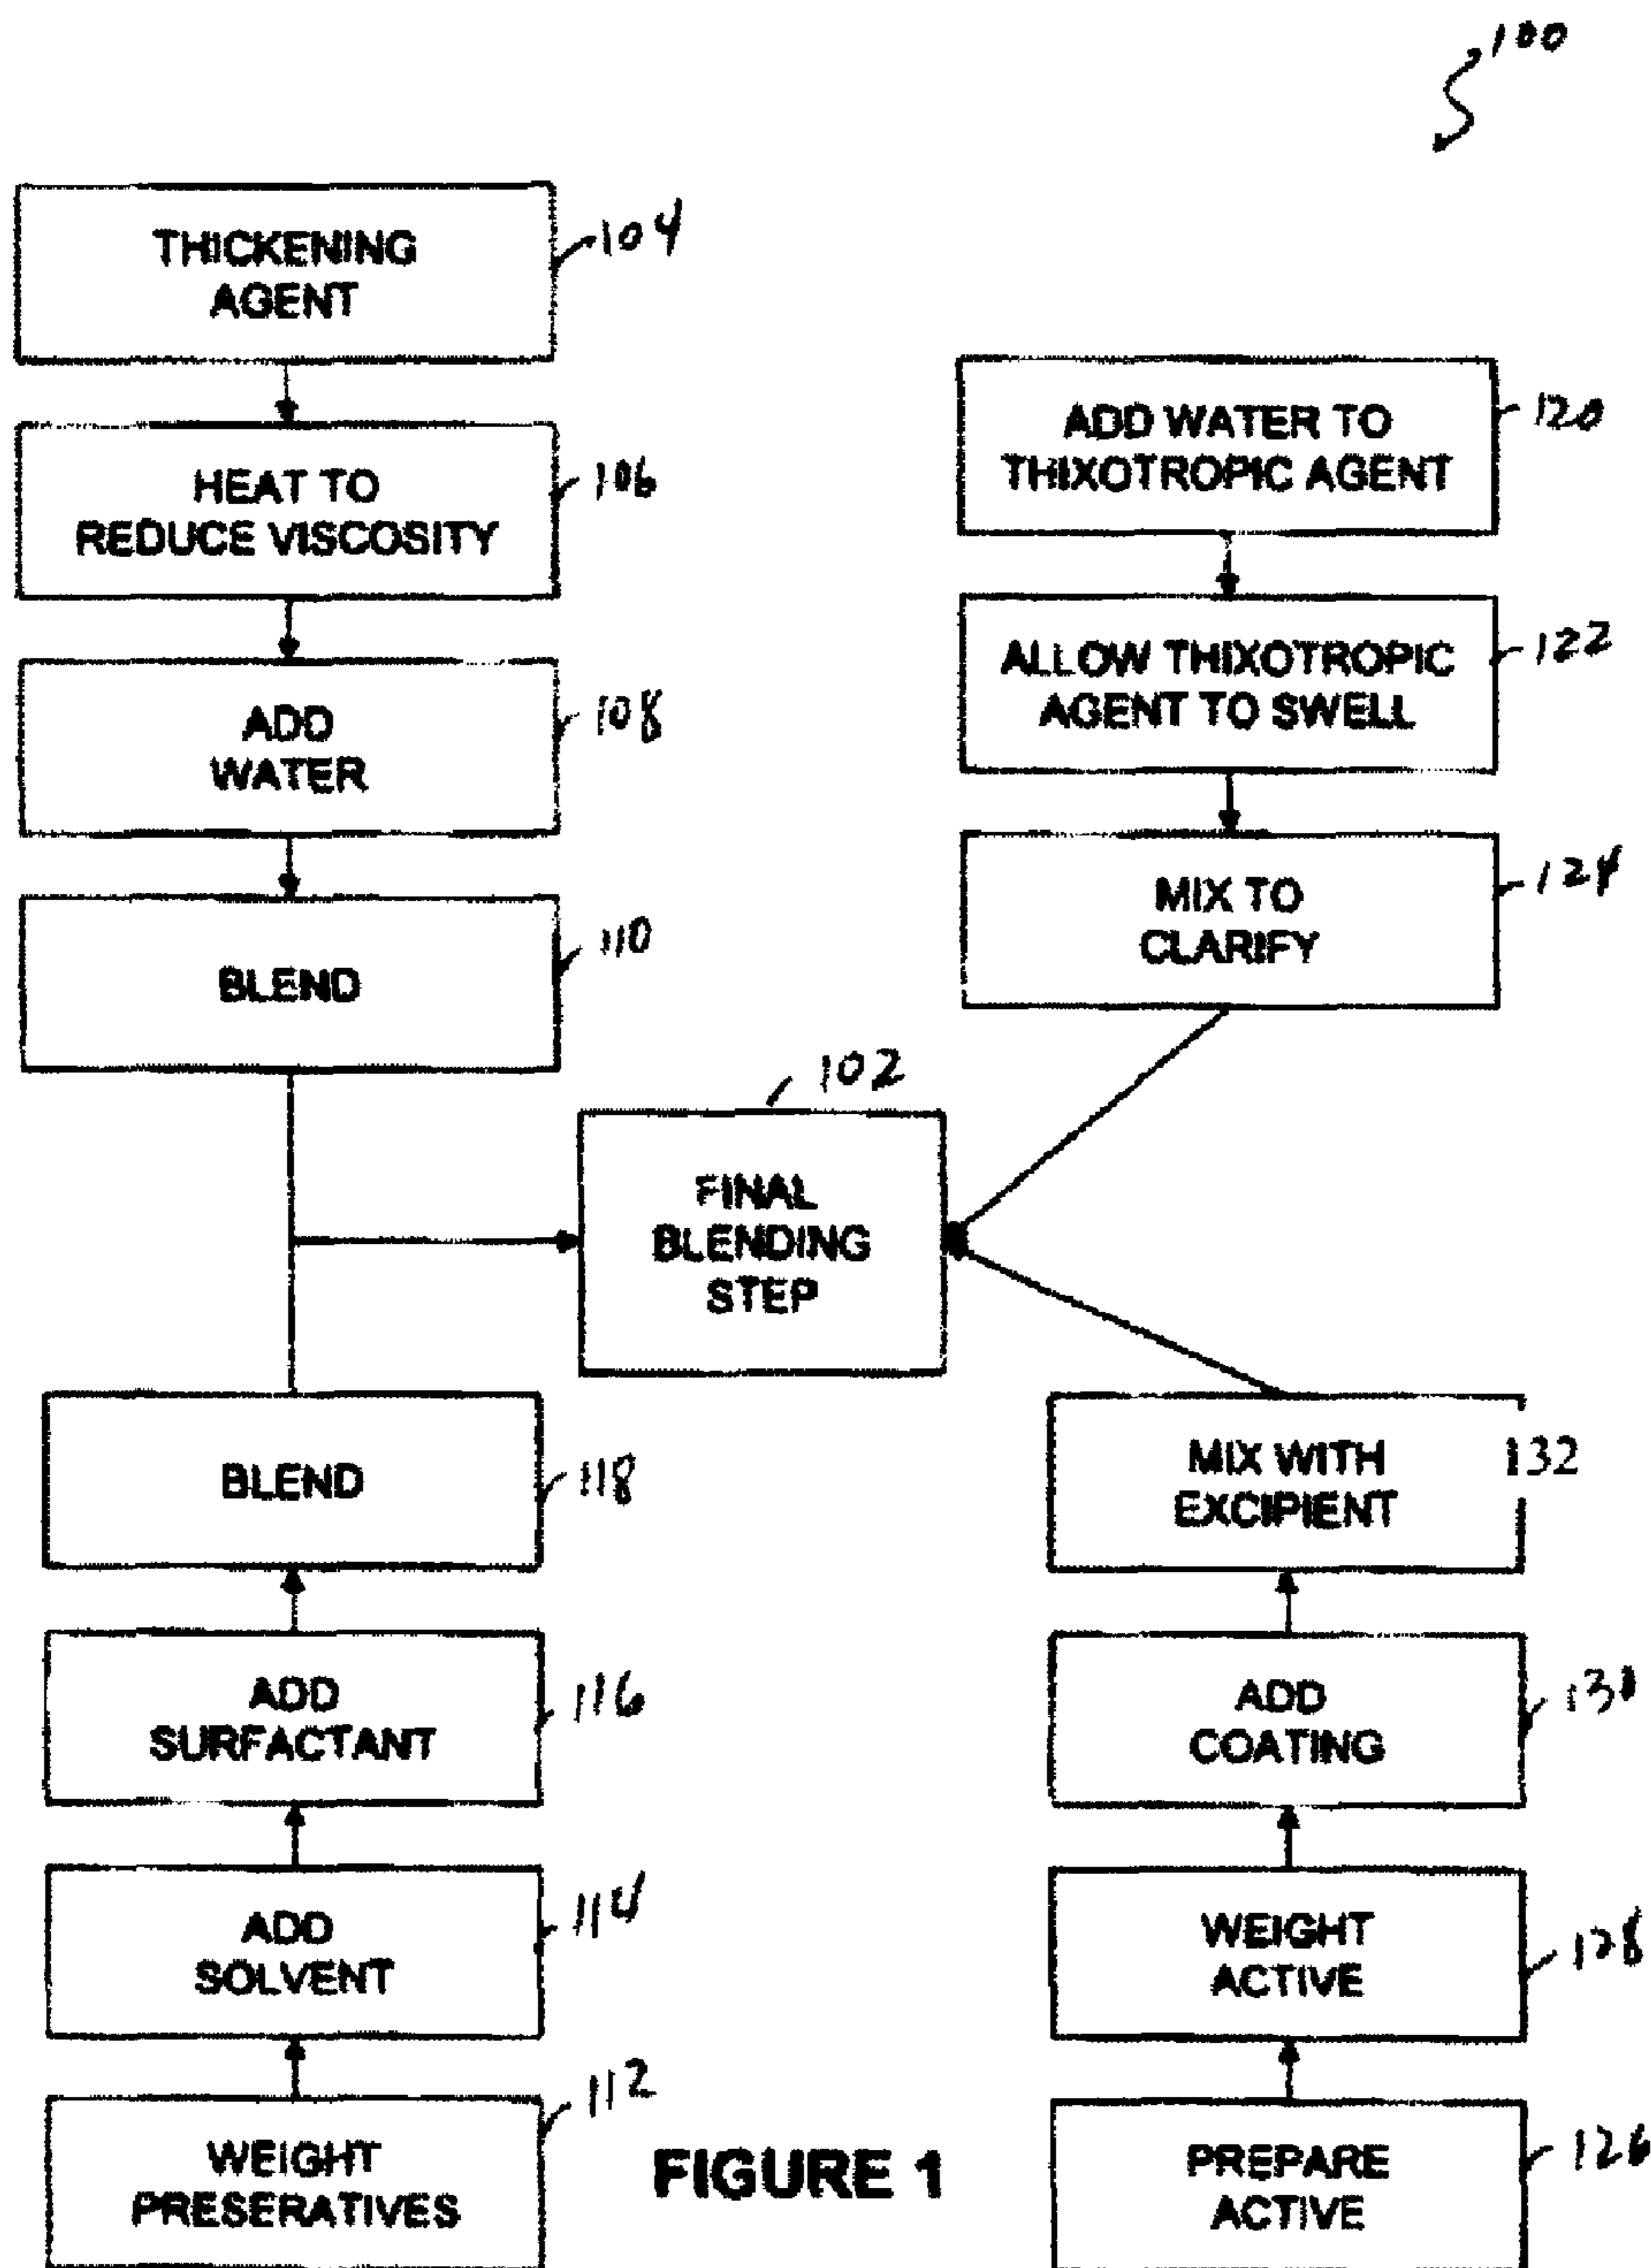 100
THICKENING
AGENT
104
HEAT TO
REDUCE VISCOSITY
106
ADD
WATER
108
BLEND
110
ADD WATER TO
THIXOTROPIC AGENT
120
ALLOW THIXOTROPIC
AGENT TO SWELL
122
MIX TO
CLARIFY
124
102
FINAL
BLENDING
STEP
BLEND
118
ADD
SURFACTANT
116
ADD
SOLVENT
114
WEIGHT
PRESERATIVES
112
MIX WITH
EXCIPIENT
132
ADD
COATING
130
WEIGHT
ACTIVE
128
PREPARE
ACTIVE
126
FIGURE 1